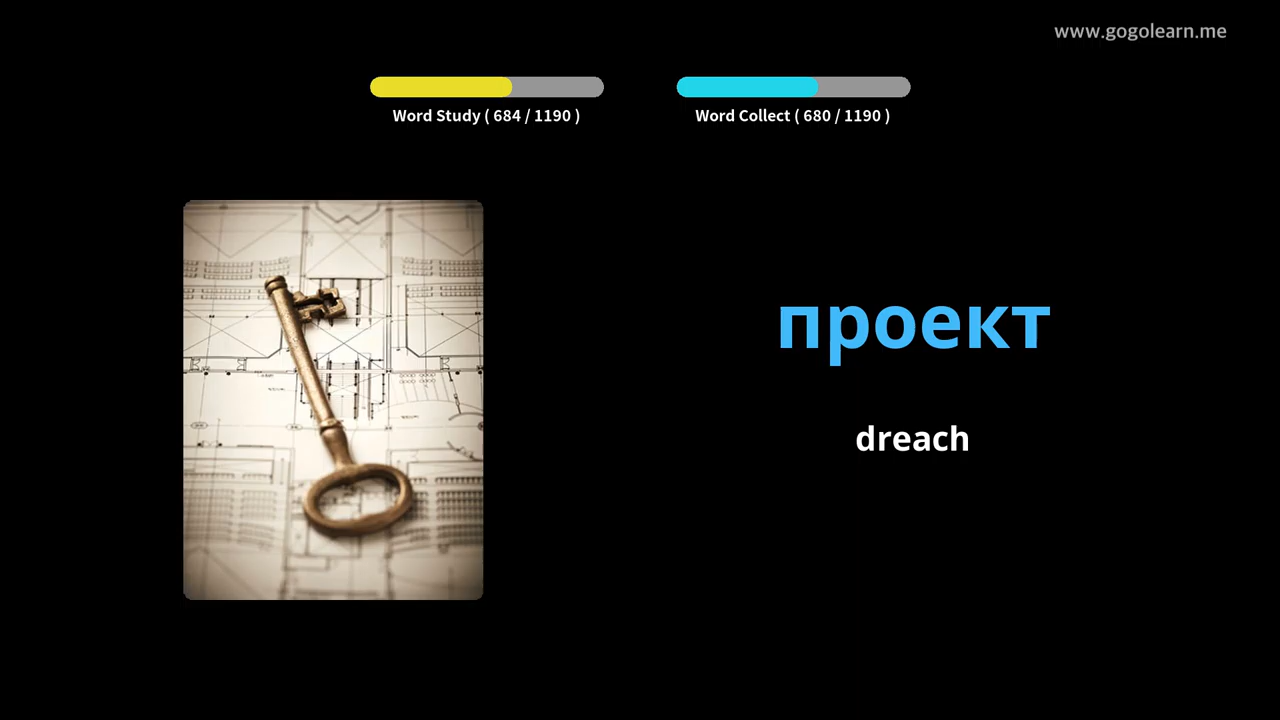 www.gogolearn.me
Word Study ( 684 / 1190 )
Word Collect ( 680 / 1190 )
проект
dreach